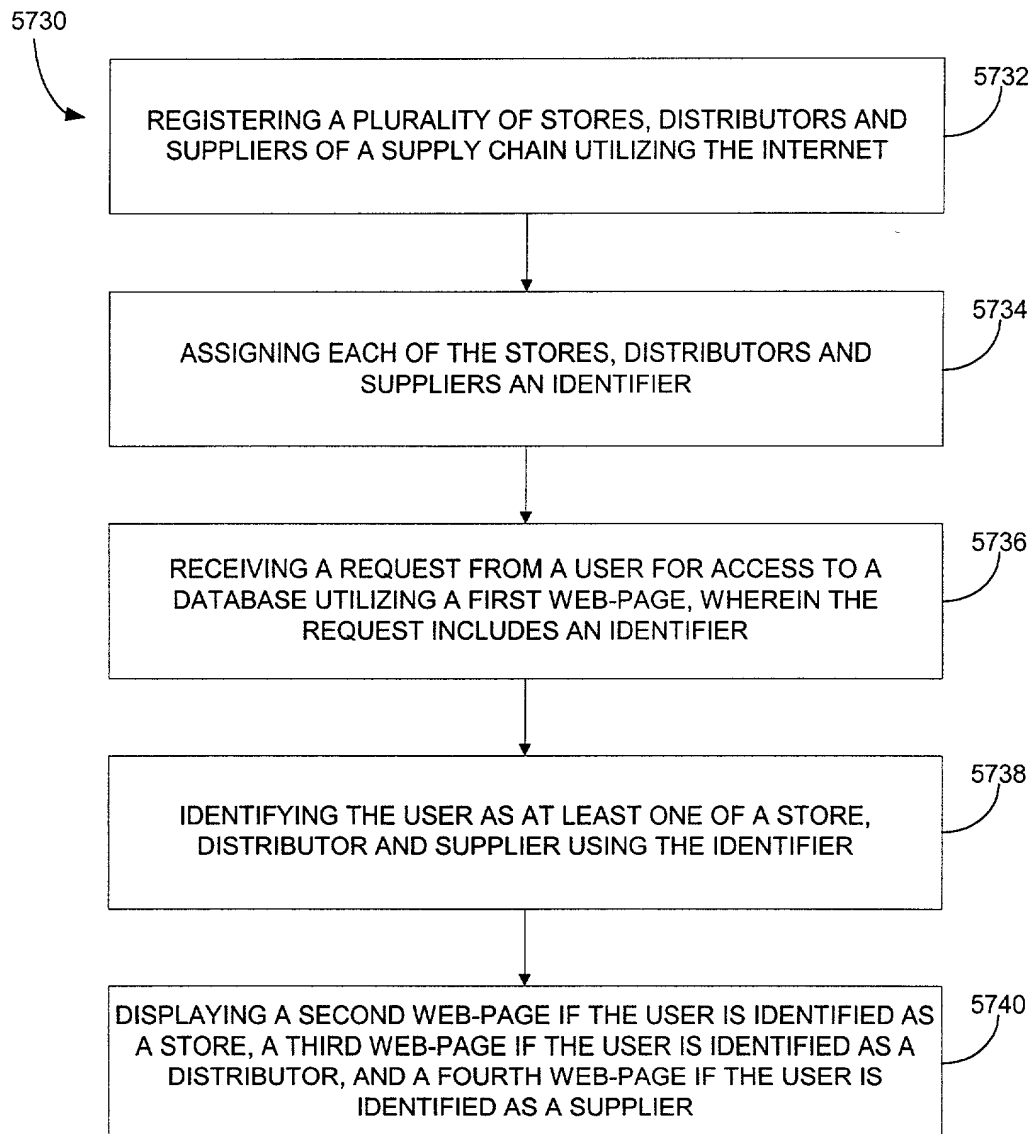 5730
5732
REGISTERING A PLURALITY OF STORES, DISTRIBUTORS AND
SUPPLIERS OF A SUPPLY CHAIN UTILIZING THE INTERNET
5734
ASSIGNING EACH OF THE STORES, DISTRIBUTORS AND
SUPPLIERS AN IDENTIFIER
5736
RECEIVING A REQUEST FROM A USER FOR ACCESS TO A
DATABASE UTILIZING A FIRST WEB-PAGE, WHEREIN THE
REQUEST INCLUDES AN IDENTIFIER
5738
IDENTIFYING THE USER AS AT LEAST ONE OF A STORE,
DISTRIBUTOR AND SUPPLIER USING THE IDENTIFIER
5740
DISPLAYING A SECOND WEB-PAGE IF THE USER IS IDENTIFIED AS
A STORE, A THIRD WEB-PAGE IF THE USER IS IDENTIFIED AS A
DISTRIBUTOR, AND A FOURTH WEB-PAGE IF THE USER IS
IDENTIFIED AS A SUPPLIER